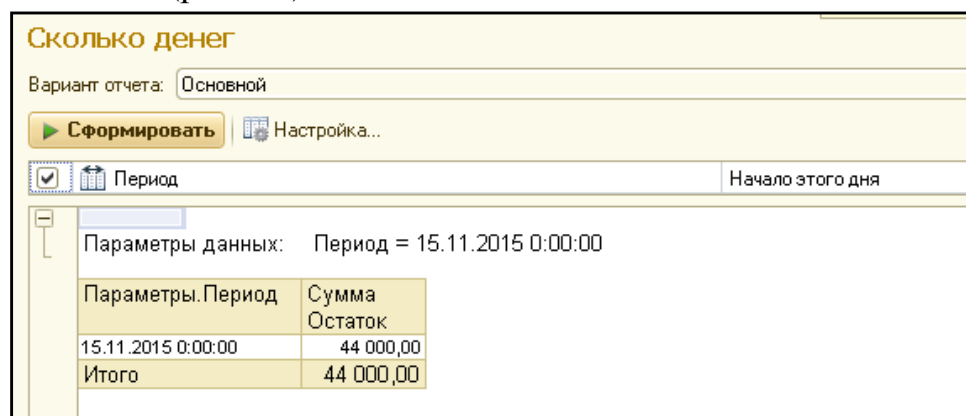 Сколько денег
Вариант отчета: Основной
Сформировать Настройка...
Период Начало этого дня
Параметры данных: Период = 15.11.2015 0:00:00
Параметры.Период Сумма Остаток
15.11.2015 0:00:00 44 000,00
Итого 44 000,00